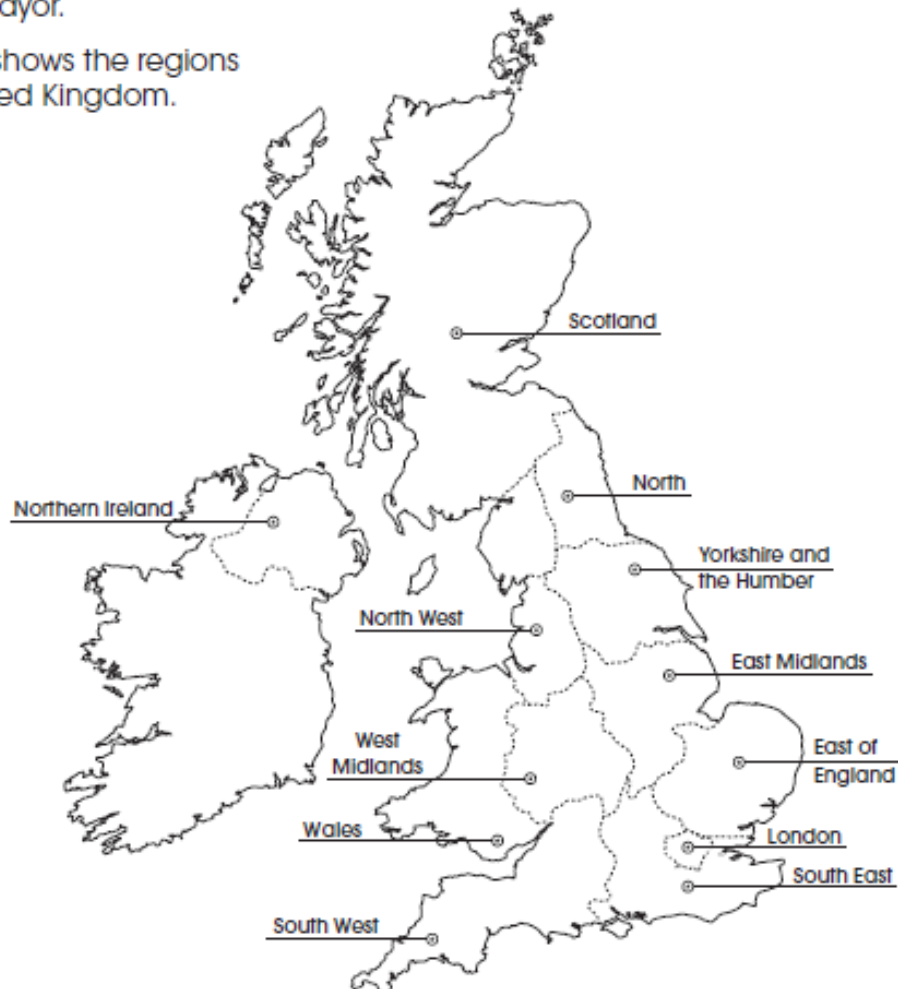 ayor.
shows the regions
ed Kingdom.
Scotland
North
Northern Ireland
Yorkshire and
the Humber
North West
East Midlands
West
Midlands
East of
England
Wales
London
South East
South West